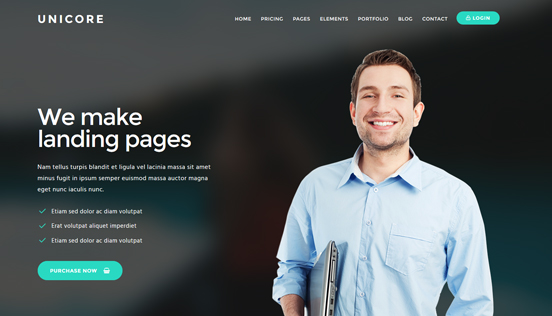 UNICORE
HOME PRICING PAGES ELEMENTS PORTFOLIO BLOG CONTACT LOGIN
We make
landing pages
Nam tellus turpis blandit et ligula vel lacinia massa sit amet
minus fugit in ipsum semper euismod massa auctor magna
eget nunc iaculis nunc.
Etiam sed dolor ac diam volutpat
Erat volutpat aliquet imperdiet
Etiam sed dolor ac diam volutpat
PURCHASE NOW